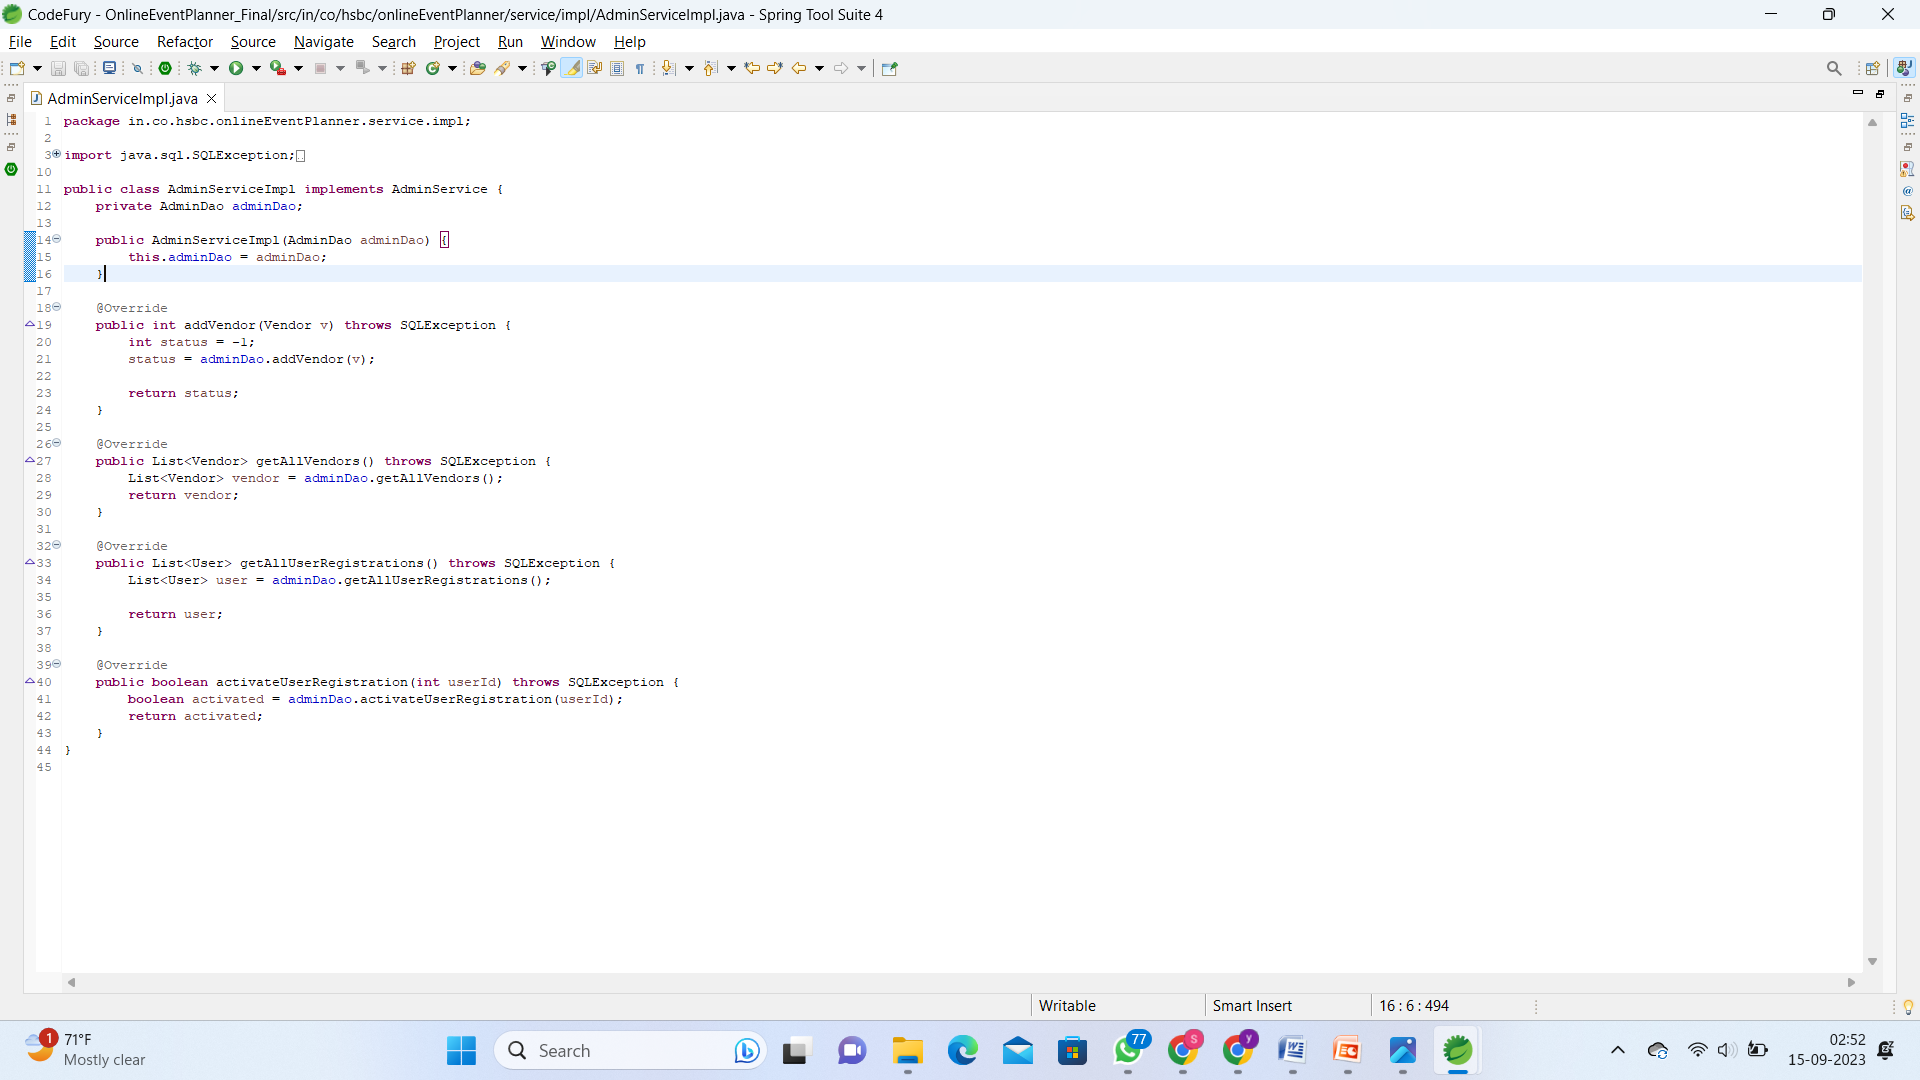 CodeFury - OnlineEventPlanner_Final/src/in/co/hsbc/onlineEventPlanner/service/impl/AdminServiceImpl.java - Spring Tool Suite 4
File Edit Source Refactor Source Navigate Search Project Run Window Help
AdminServiceImpl.java
1 package in.co.hsbc.onlineEventPlanner.service.impl;
2
3 import java.sql.SQLException;
10
11 public class AdminServiceImpl implements AdminService {
12 private AdminDao adminDao;
13
14 public AdminServiceImpl(AdminDao adminDao) {
15 this.adminDao = adminDao;
16 }
17
18 @Override
19 public int addVendor(Vendor v) throws SQLException {
20 int status = -1;
21 status = adminDao.addVendor(v);
22
23 return status;
24 }
25
26 @Override
27 public List<Vendor> getAllVendors() throws SQLException {
28 List<Vendor> vendor = adminDao.getAllVendors();
29 return vendor;
30 }
31
32 @Override
33 public List<User> getAllUserRegistrations() throws SQLException {
34 List<User> user = adminDao.getAllUserRegistrations();
35
36 return user;
37 }
38
39 @Override
40 public boolean activateUserRegistration(int userId) throws SQLException {
41 boolean activated = adminDao.activateUserRegistration(userId);
42 return activated;
43 }
44 }
45
Writable Smart Insert 16 : 6 : 494
1 71°F
Mostly clear
Search
77
S
y
02:52
15-09-2023